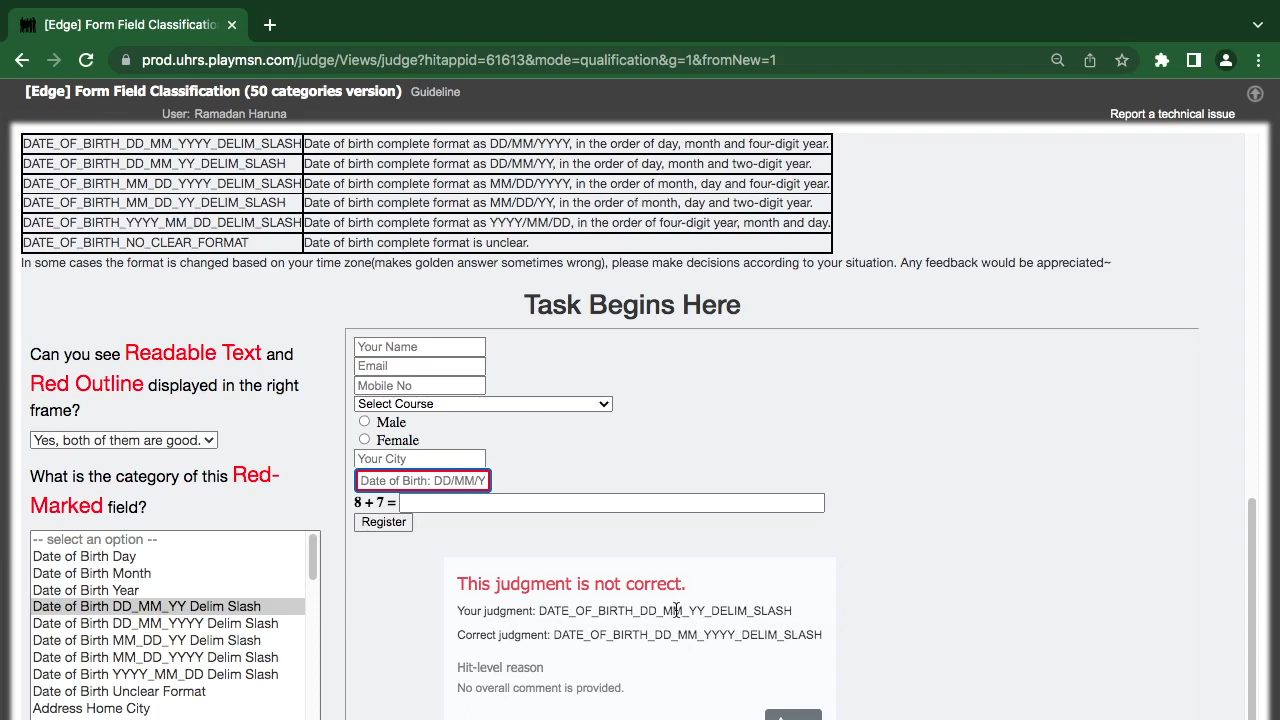 [Edge] Form Field Classificatio
prod.uhrs.playmsn.com/judge/Views/judge?hitappid=61613&mode=qualification&g=1&fromNew=1
[Edge] Form Field Classification (50 categories version) Guideline
User: Ramadan Haruna
Report a technical issue
DATE_OF_BIRTH_DD_MM_YYYY_DELIM_SLASH Date of birth complete format as DD/MM/YYYY, in the order of day, month and four-digit year.
DATE_OF_BIRTH_DD_MM_YY_DELIM_SLASH Date of birth complete format as DD/MM/YY, in the order of day, month and two-digit year.
DATE_OF_BIRTH_MM_DD_YYYY_DELIM_SLASH Date of birth complete format as MM/DD/YYYY, in the order of month, day and four-digit year.
DATE_OF_BIRTH_MM_DD_YY_DELIM_SLASH Date of birth complete format as MM/DD/YY, in the order of month, day and two-digit year.
DATE_OF_BIRTH_YYYY_MM_DD_DELIM_SLASH Date of birth complete format as YYYY/MM/DD, in the order of four-digit year, month and day.
DATE_OF_BIRTH_NO_CLEAR_FORMAT Date of birth complete format is unclear.
In some cases the format is changed based on your time zone(makes golden answer sometimes wrong), please make decisions according to your situation. Any feedback would be appreciated~
Task Begins Here
Can you see Readable Text and
Red Outline displayed in the right
frame?
Yes, both of them are good.
What is the category of this Red-
Marked field?
-- select an option --
Date of Birth Day
Date of Birth Month
Date of Birth Year
Date of Birth DD_MM_YY Delim Slash
Date of Birth DD_MM_YYYY Delim Slash
Date of Birth MM_DD_YY Delim Slash
Date of Birth MM_DD_YYYY Delim Slash
Date of Birth YYYY_MM_DD Delim Slash
Date of Birth Unclear Format
Address Home City
Your Name
Email
Mobile No
Select Course
Male
Female
Your City
Date of Birth: DD/MM/Y
8 + 7 =
Register
This judgment is not correct.
Your judgment: DATE_OF_BIRTH_DD_MM_YY_DELIM_SLASH
Correct judgment: DATE_OF_BIRTH_DD_MM_YYYY_DELIM_SLASH
Hit-level reason
No overall comment is provided.